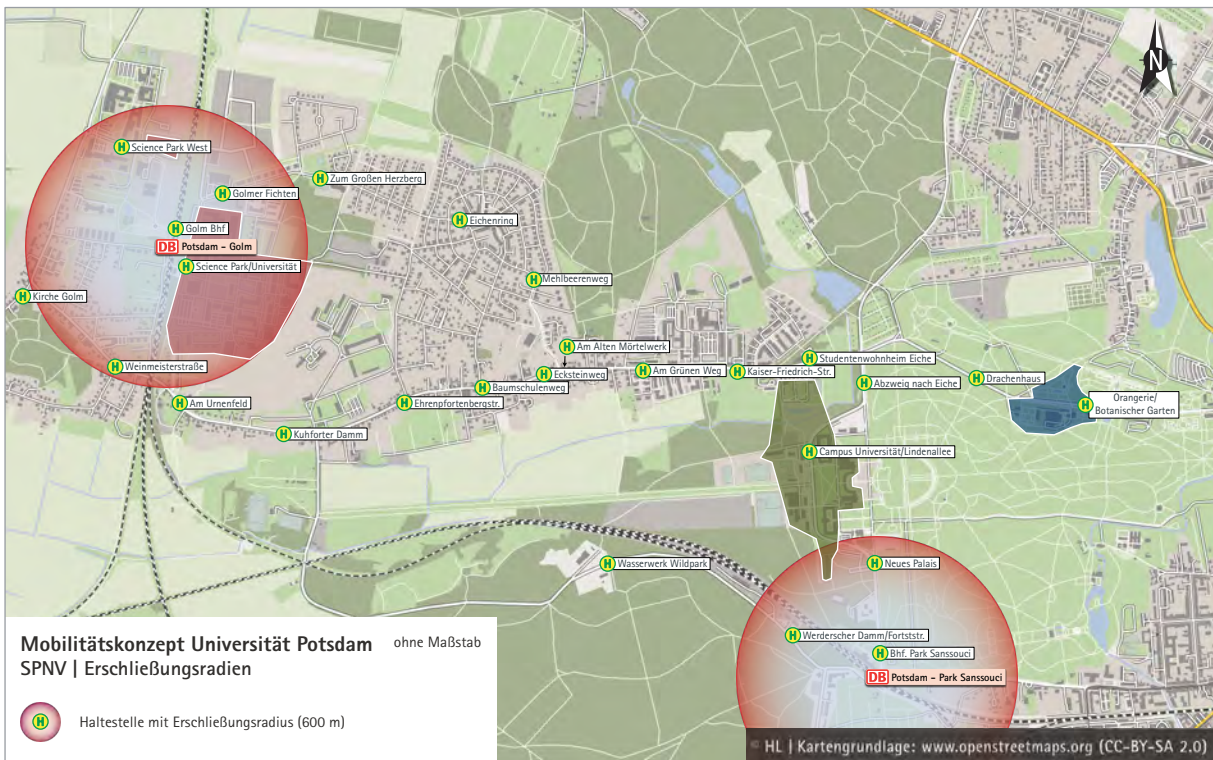 N
H Science Park West
H Zum Großen Herzberg
H Golmer Fichten
H Eichenring
H Golm Bhf
DB Potsdam - Golm
H Science Park/Universität
H Mehlbeerenweg
H Kirche Golm
H Am Alten Mörtelwerk
H Studentenwohnheim Eiche
H Weinmeisterstraße
H Ecksteinweg
H Am Grünen Weg
H Kaiser-Friedrich-Str.
H Drachenhaus
H Baumschulenweg
H Abzweig nach Eiche
H Am Urnenfeld
H Ehrenpfortenbergstr.
H Orangerie/
Botanischer Garten
H Kuhforter Damm
H Campus Universität/Lindenallee
H Wasserwerk Wildpark
H Neues Palais
H Werderscher Damm/Fortststr.
H Bhf. Park Sanssouci
DB Potsdam - Park Sanssouci
Mobilitätskonzept Universität Potsdam ohne Maßstab
SPNV | Erschließungsradien
H Haltestelle mit Erschließungsradius (600 m)
© HL | Kartengrundlage: www.openstreetmaps.org (CC-BY-SA 2.0)